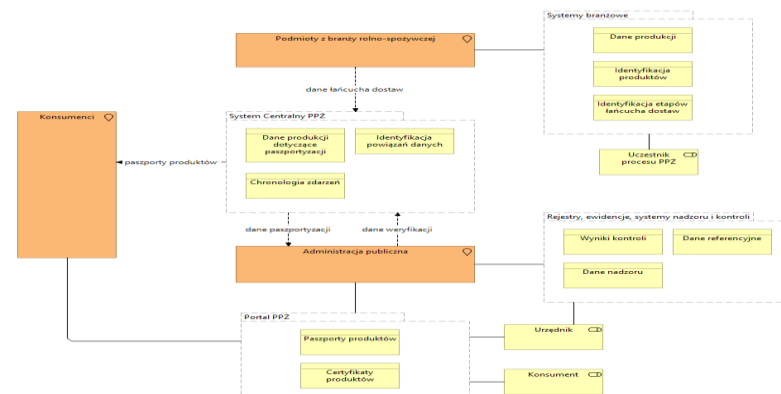 Systemy branżowe
Podmioty z branży rolno-spożywczej
Dane produkcji
Identyfikacja
produktów
Identyfikacja etapów
łańcucha dostaw
dane łańcucha dostaw
Konsumenci
System Centralny PPŻ
Dane produkcji
dotyczące
paszportyzacji
Identyfikacja
powiązań danych
Uczestnik
procesu PPŻ
paszporty produktów
Chronologia zdarzeń
Rejestry, ewidencje, systemy nadzoru i kontroli
dane paszportyzacji
dane weryfikacji
Wyniki kontroli
Dane referencyjne
Administracja publiczna
Dane nadzoru
Portal PPŻ
Urzędnik
Paszporty produktów
Certyfikaty
produktów
Konsument